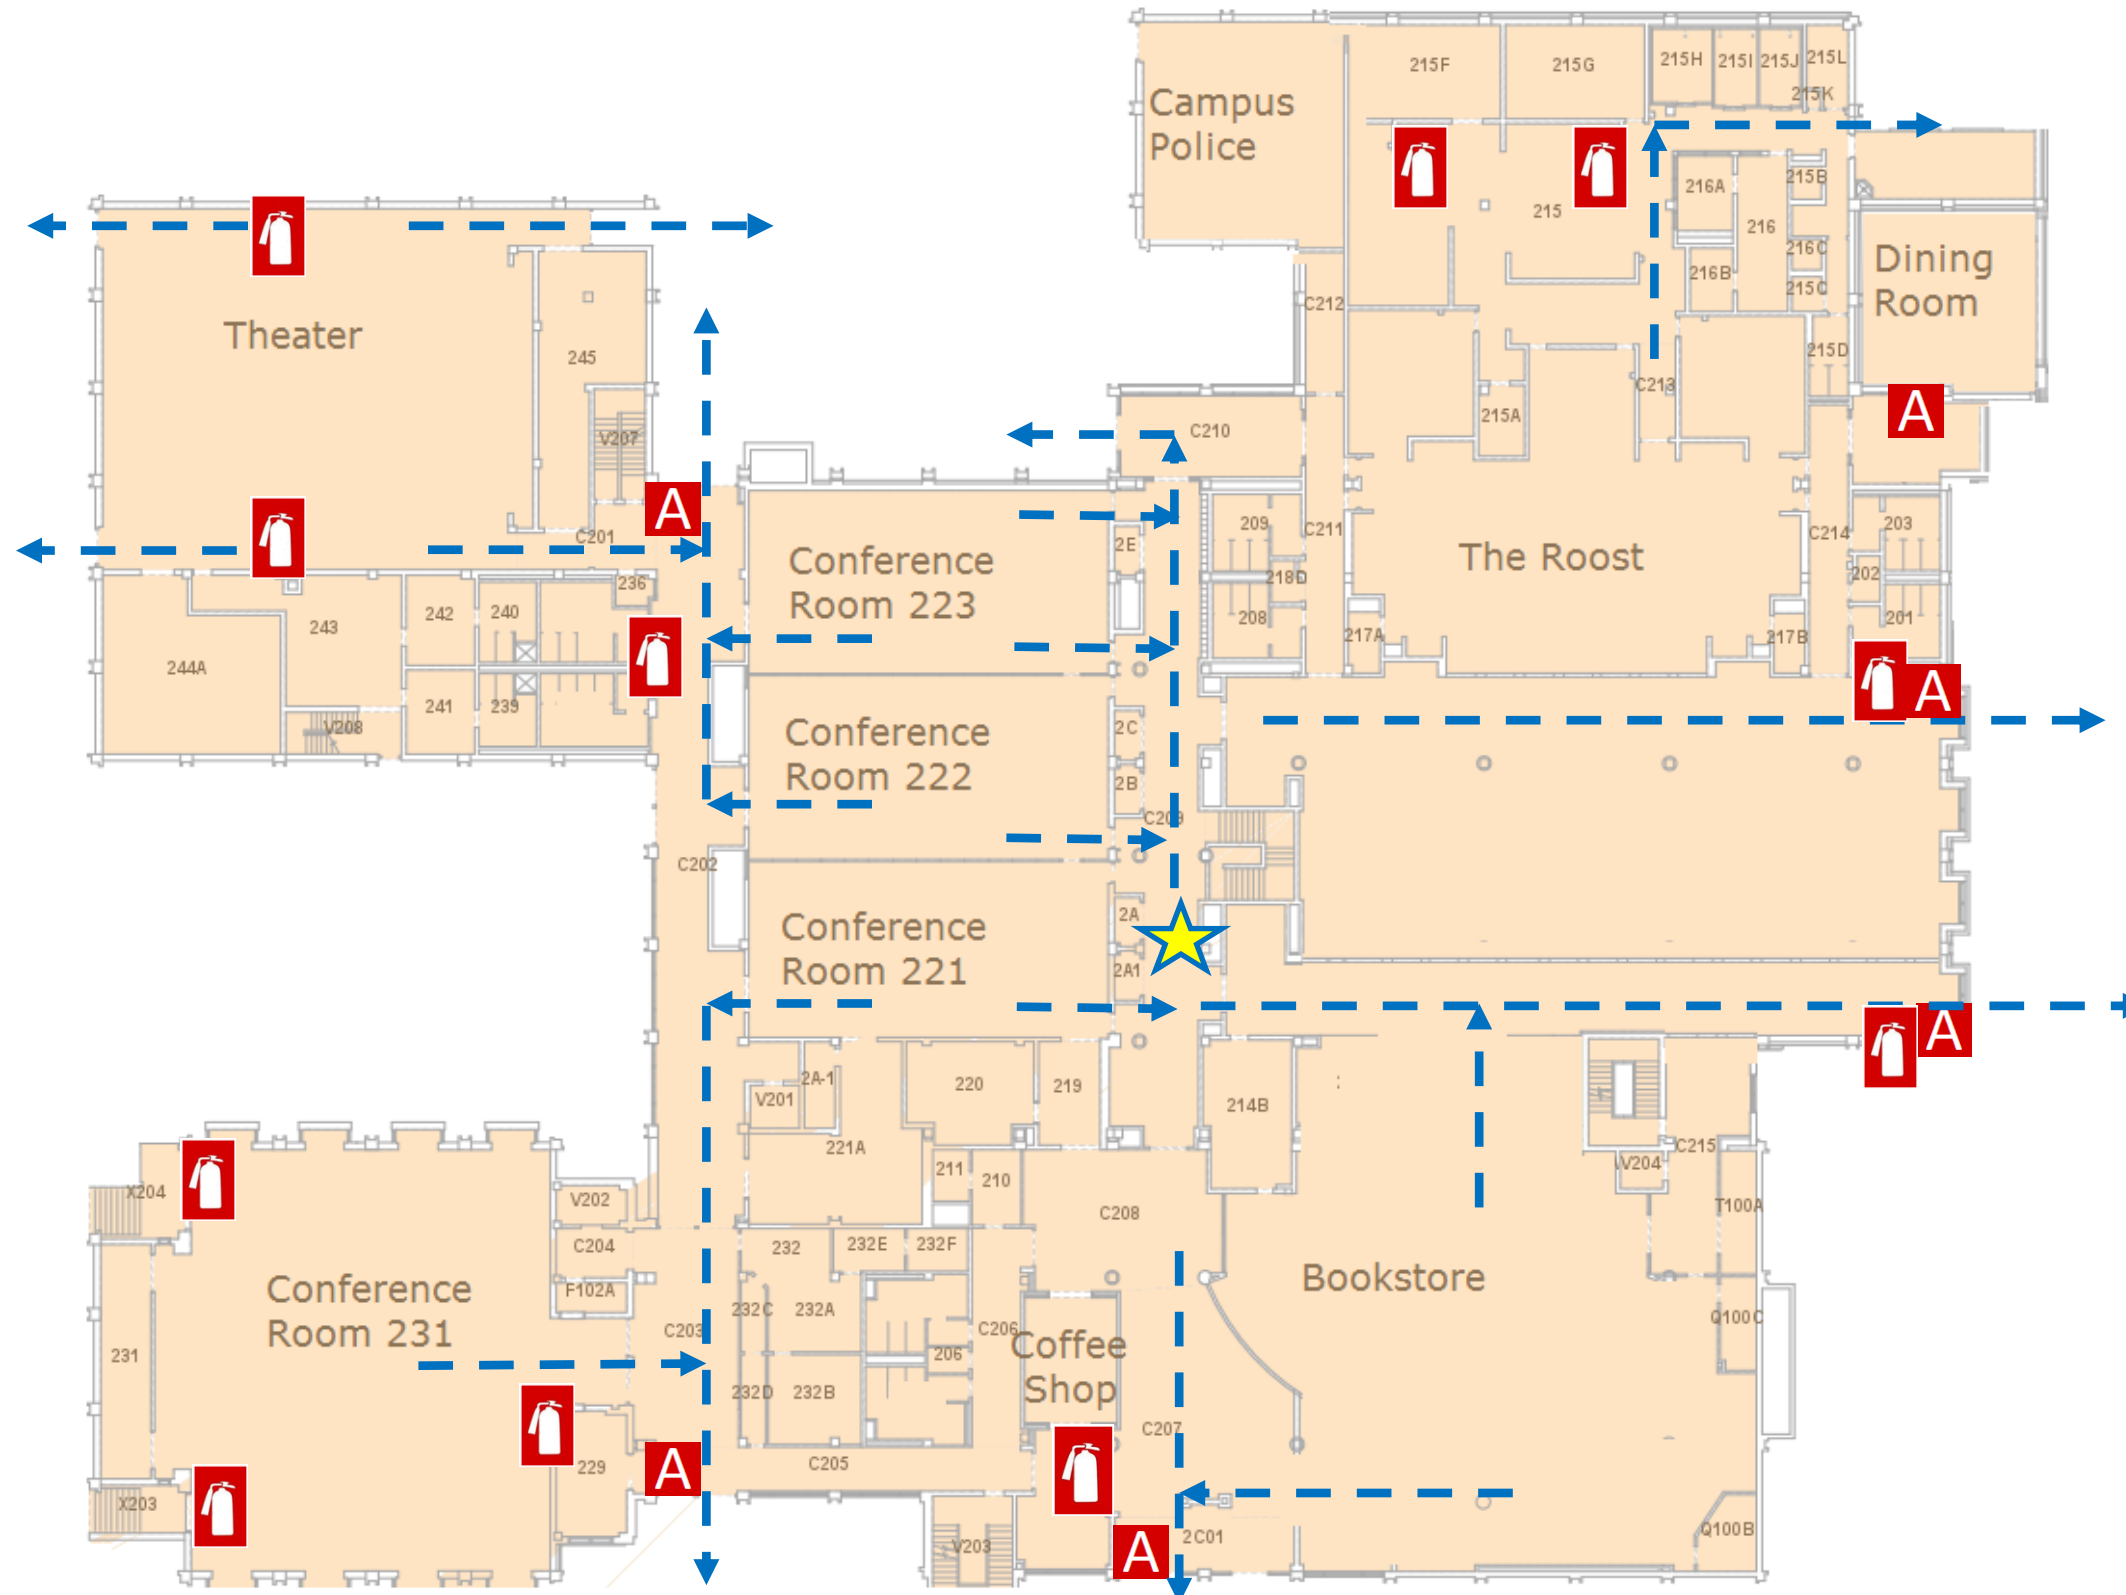 215F
215G
215H
215I
215J
215L
215K
Campus
Police
215B
216A
215
216
216C
216B
215C
Dining
Room
C212
Theater
245
215D
C213
215A
A
V207
C210
A
C201
209
C211
The Roost
C214
203
2E
Conference
Room 223
218D
202
236
242
240
243
208
201
217A
217B
244A
A
241
239
V208
2C
Conference
Room 222
2B
C209
C202
2A
Conference
Room 221
2A1
A
2A-1
V201
220
219
214B
221A
C215
V204
211
210
X204
V202
C208
T100A
C204
232
232E
232F
F102A
Conference
Room 231
Bookstore
232C
232A
C203
C206
Q100C
Coffee
Shop
231
206
232D
232B
C207
C205
229
A
X203
A
2C01
V203
Q100B